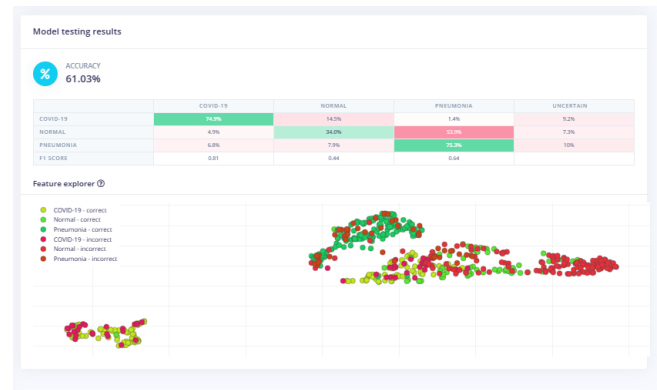 Model testing results
%
ACCURACY
61.03%
COVID-19 NORMAL PNEUMONIA UNCERTAIN
COVID-19 74.9% 14.5% 1.4% 9.2%
NORMAL 4.9% 34.0% 53.9% 7.3%
PNEUMONIA 6.8% 7.9% 75.3% 10%
F1 SCORE 0.81 0.44 0.64
Feature explorer ?
COVID-19 - correct
Normal - correct
Pneumonia - correct
COVID-19 - incorrect
Normal - incorrect
Pneumonia - incorrect